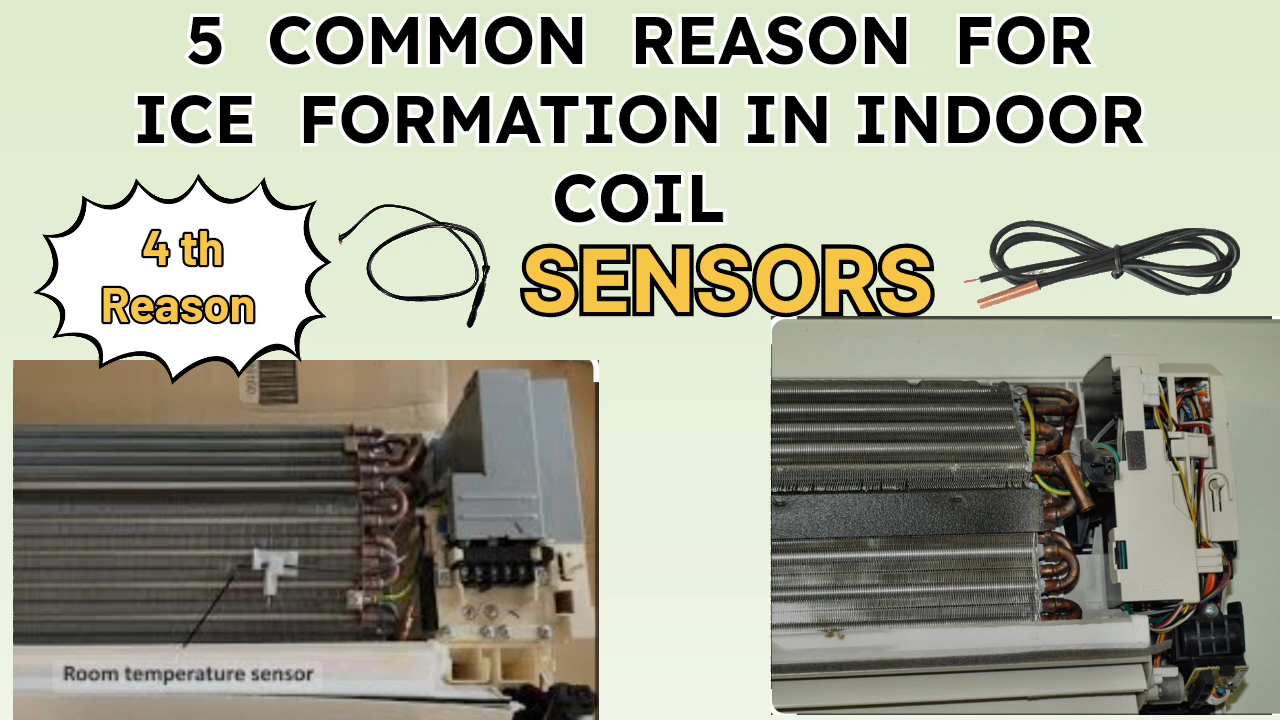 5 COMMON REASON FOR
ICE FORMATION IN INDOOR
COIL
4 th
Reason
SENSORS
Room temperature sensor